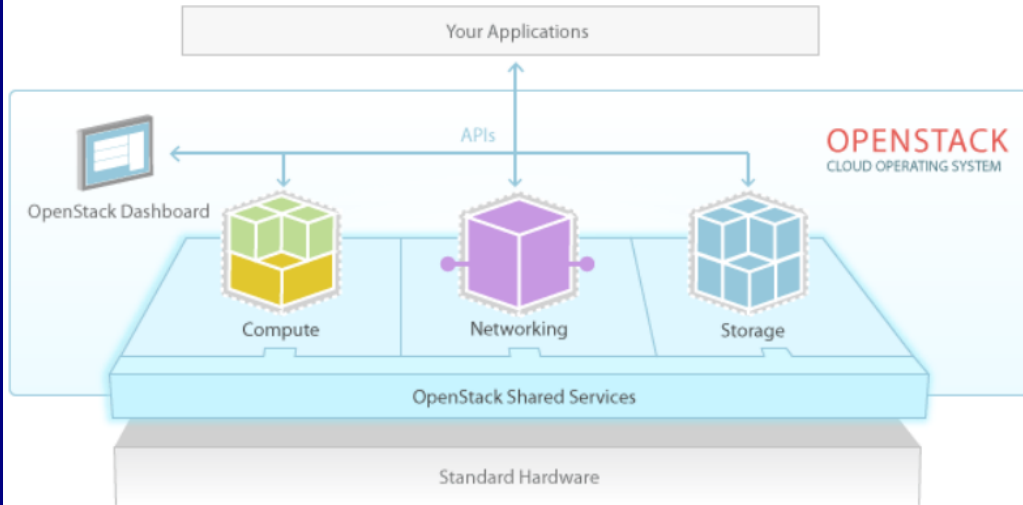 Your Applications
APIs
OPENSTACK
CLOUD OPERATING SYSTEM
OpenStack Dashboard
Compute
Networking
Storage
OpenStack Shared Services
Standard Hardware